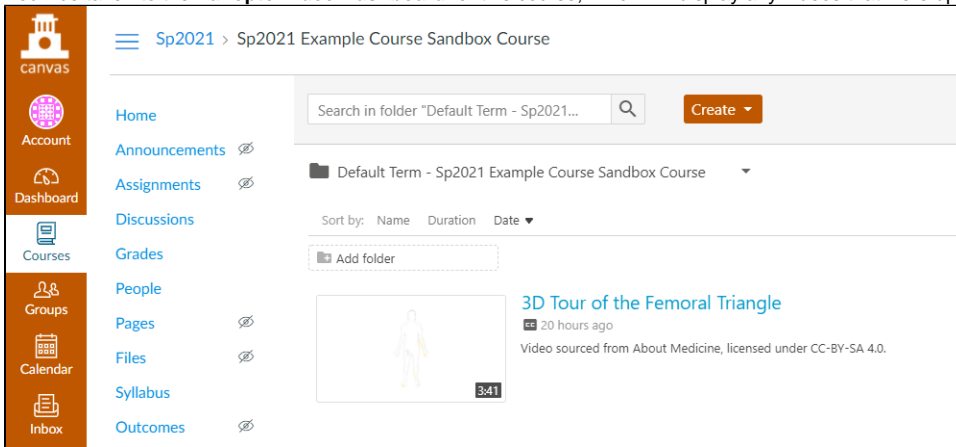 Sp2021 > Sp2021 Example Course Sandbox Course
canvas
Account
Dashboard
Courses
Groups
Calendar
Inbox
Home
Announcements
Assignments
Discussions
Grades
People
Pages
Files
Syllabus
Outcomes
Search in folder "Default Term - Sp2021...
Create
Default Term - Sp2021 Example Course Sandbox Course
Sort by: Name Duration Date
Add folder
3:41
3D Tour of the Femoral Triangle
CC 20 hours ago
Video sourced from About Medicine, licensed under CC-BY-SA 4.0.